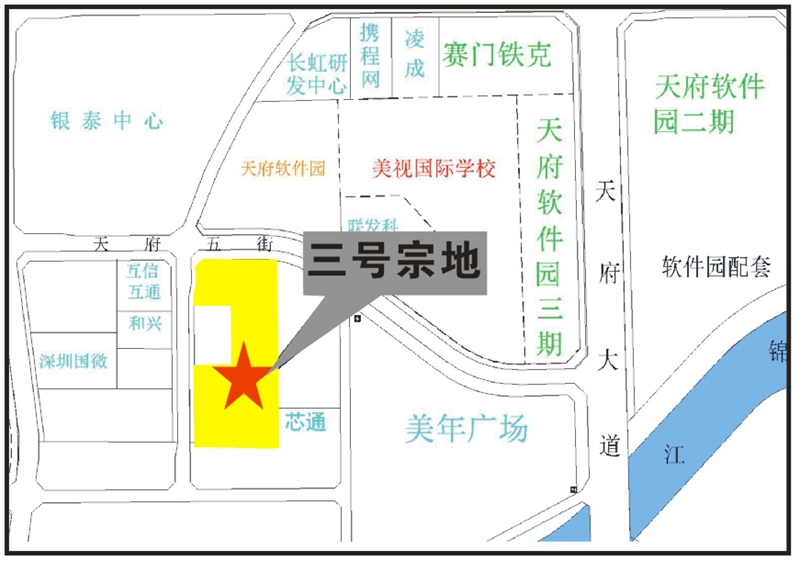 携
程
网
凌
成
赛门铁克
长虹研
发中心
天府软件
园二期
银泰中心
天府软件园
美视国际学校
天
府
软
件
园
三
期
天
府
大
道
联发科
天府五街
三号宗地
软件园配套
互信
互通
和兴
深圳国微
芯通
美年广场
锦
江